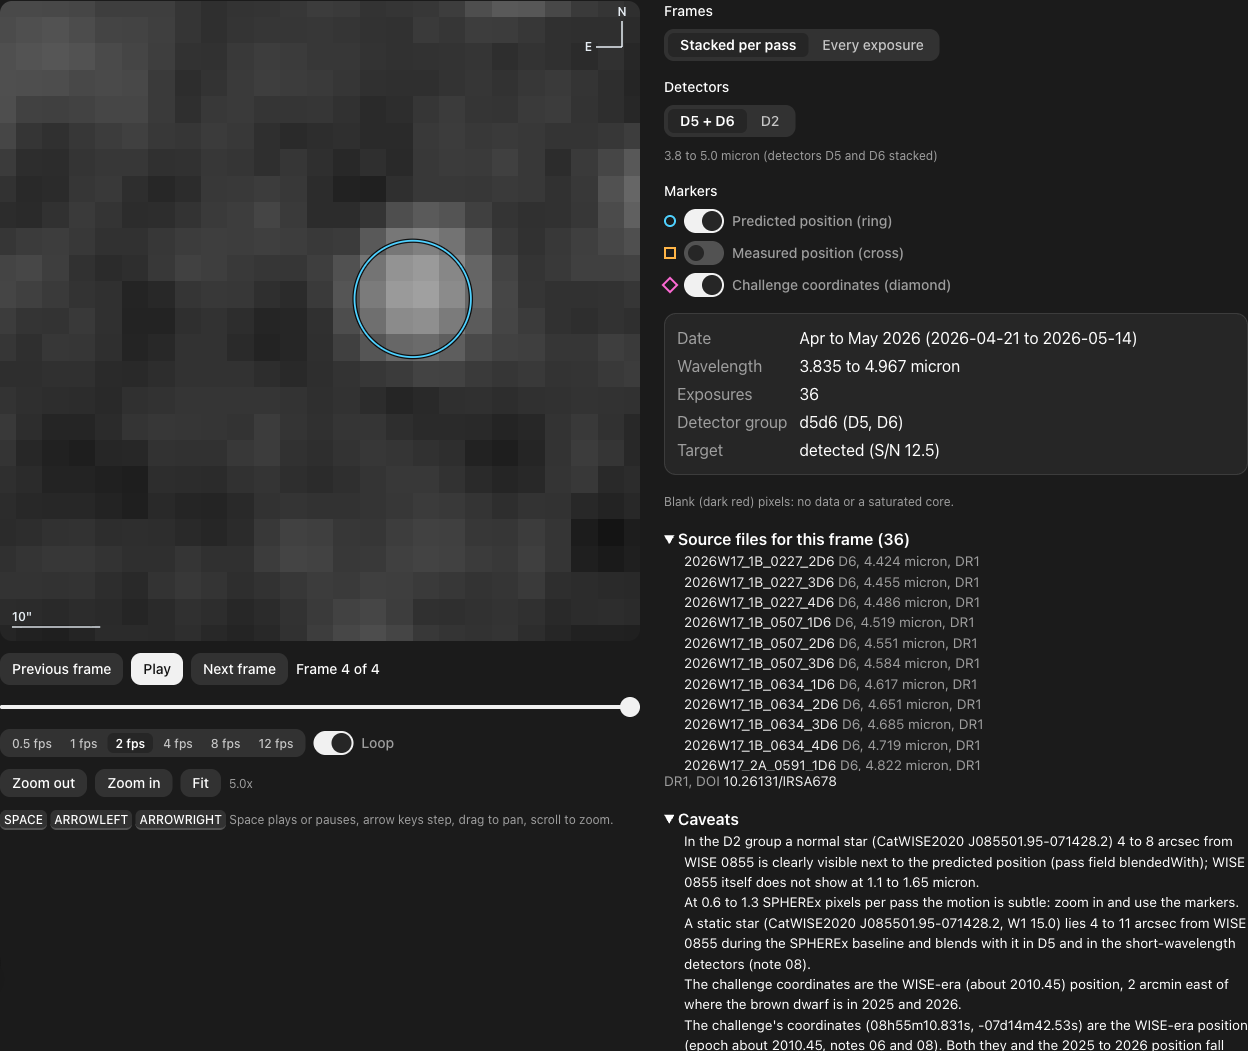 N
E
10"
Previous frame
Play
Next frame
Frame 4 of 4
0.5 fps
1 fps
2 fps
4 fps
8 fps
12 fps
Loop
Zoom out
Zoom in
Fit
5.0x
SPACE ARROWLEFT ARROWRIGHT Space plays or pauses, arrow keys step, drag to pan, scroll to zoom.
Frames
Stacked per pass
Every exposure
Detectors
D5 + D6
D2
3.8 to 5.0 micron (detectors D5 and D6 stacked)
Markers
Predicted position (ring)
Measured position (cross)
Challenge coordinates (diamond)
Date Apr to May 2026 (2026-04-21 to 2026-05-14)
Wavelength 3.835 to 4.967 micron
Exposures 36
Detector group d5d6 (D5, D6)
Target detected (S/N 12.5)
Blank (dark red) pixels: no data or a saturated core.
Source files for this frame (36)
2026W17_1B_0227_2D6 D6, 4.424 micron, DR1
2026W17_1B_0227_3D6 D6, 4.455 micron, DR1
2026W17_1B_0227_4D6 D6, 4.486 micron, DR1
2026W17_1B_0507_1D6 D6, 4.519 micron, DR1
2026W17_1B_0507_2D6 D6, 4.551 micron, DR1
2026W17_1B_0507_3D6 D6, 4.584 micron, DR1
2026W17_1B_0634_1D6 D6, 4.617 micron, DR1
2026W17_1B_0634_2D6 D6, 4.651 micron, DR1
2026W17_1B_0634_3D6 D6, 4.685 micron, DR1
2026W17_1B_0634_4D6 D6, 4.719 micron, DR1
2026W17_2A_0591_1D6 D6, 4.822 micron, DR1
DR1, DOI 10.26131/IRSA678
Caveats
In the D2 group a normal star (CatWISE2020 J085501.95-071428.2) 4 to 8 arcsec from
WISE 0855 is clearly visible next to the predicted position (pass field blendedWith); WISE
0855 itself does not show at 1.1 to 1.65 micron.
At 0.6 to 1.3 SPHEREx pixels per pass the motion is subtle: zoom in and use the markers.
A static star (CatWISE2020 J085501.95-071428.2, W1 15.0) lies 4 to 11 arcsec from WISE
0855 during the SPHEREx baseline and blends with it in D5 and in the short-wavelength
detectors (note 08).
The challenge coordinates are the WISE-era (about 2010.45) position, 2 arcmin east of
where the brown dwarf is in 2025 and 2026.
The challenge's coordinates (08h55m10.831s, -07d14m42.53s) are the WISE-era position
(epoch about 2010.45, notes 06 and 08). Both they and the 2025 to 2026 position fall